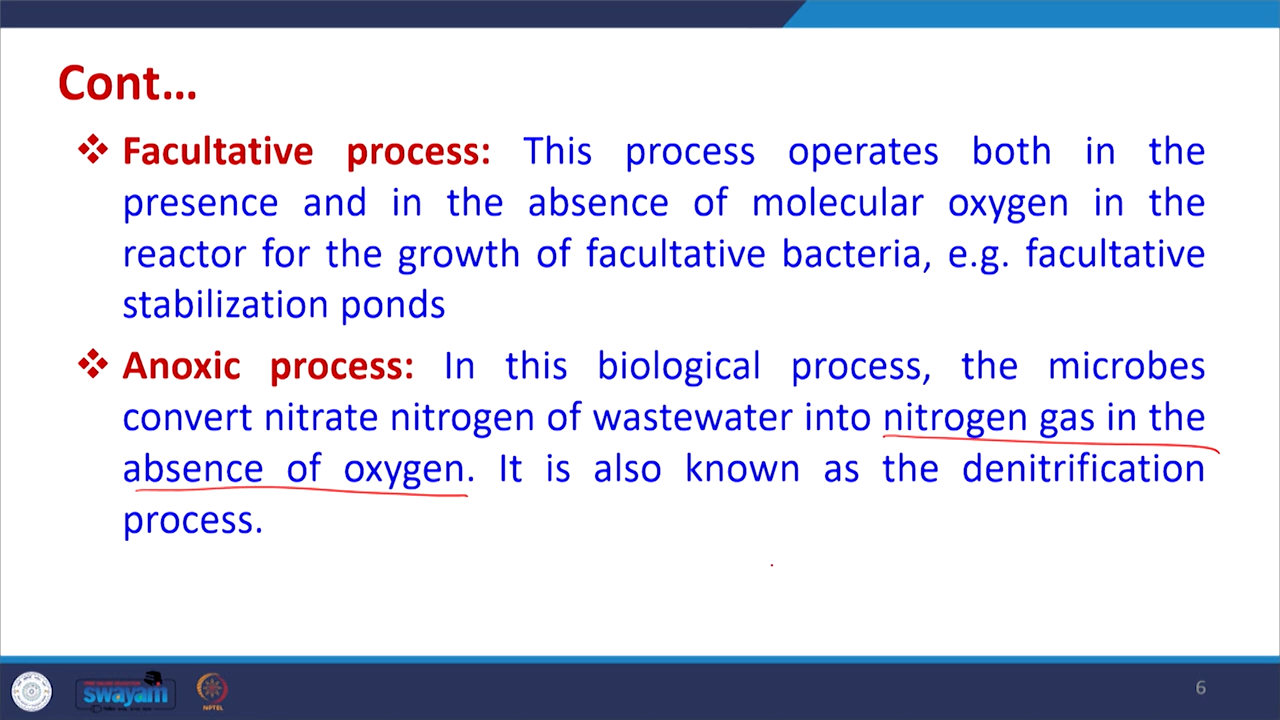 Cont...
❖ Facultative process: This process operates both in the
presence and in the absence of molecular oxygen in the
reactor for the growth of facultative bacteria, e.g. facultative
stabilization ponds
❖ Anoxic process: In this biological process, the microbes
convert nitrate nitrogen of wastewater into nitrogen gas in the
absence of oxygen. It is also known as the denitrification
process.
swayam
NPTEL
6